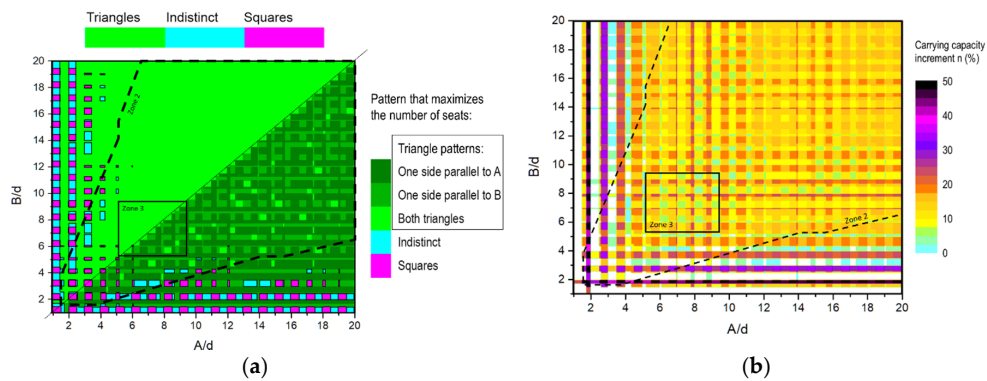 Triangles Indistinct Squares
20
18
16
14
12
10
8
6
4
2
B/d
2 4 6 8 10 12 14 16 18 20
A/d
Zone 2
Zone 3
Pattern that maximizes
the number of seats:
Triangle patterns:
One side parallel to A
One side parallel to B
Both triangles
Indistinct
Squares
(a)
20
18
16
14
12
10
8
6
4
2
B/d
2 4 6 8 10 12 14 16 18 20
A/d
Zone 3
Zone 2
Carrying capacity
increment n (%)
50
40
30
20
10
0
(b)